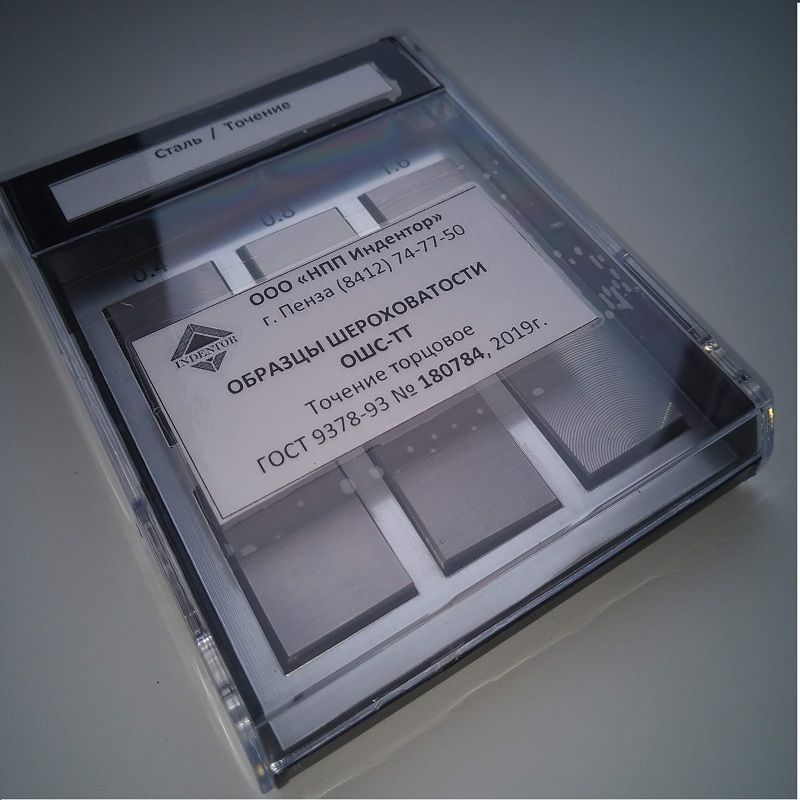 Сталь / Точение
0.4
0.8
1.6
ООО «НПП Индентор»
г. Пенза (8412) 74-77-50
INDENTOR
ОБРАЗЦЫ ШЕРОХОВАТОСТИ
ОШС-ТТ
Точение торцовое
ГОСТ 9378-93 № 180784, 2019г.